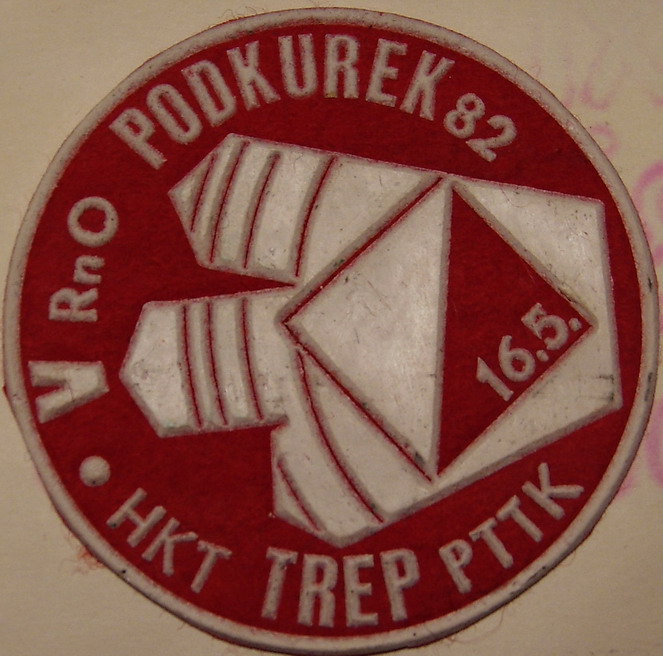 V RnO PODKUREK 82
16.5.
HKT TREP PTTK